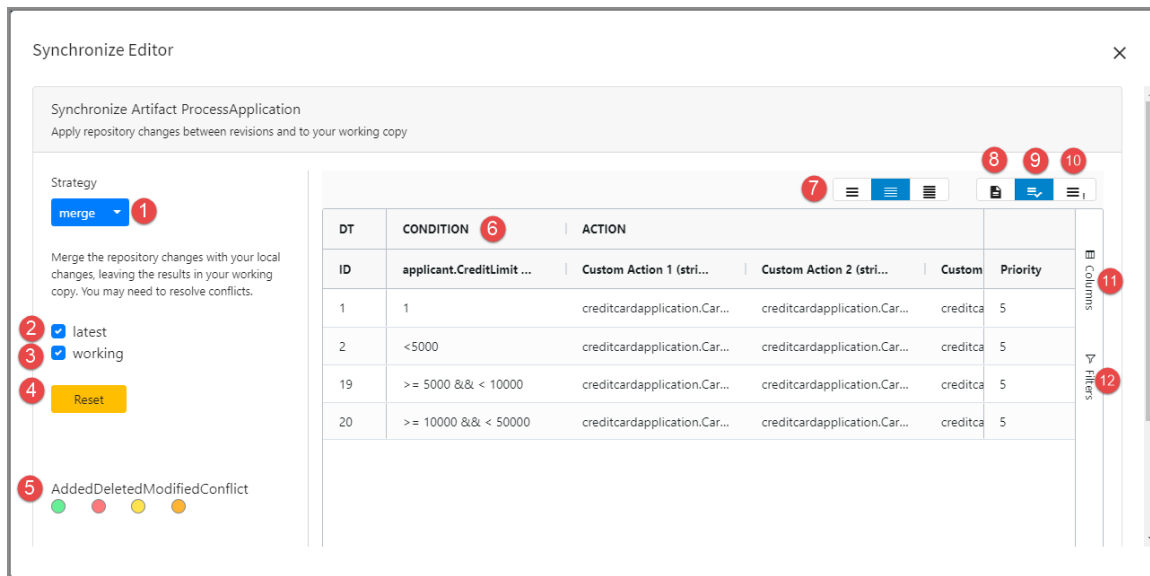 Synchronize Editor
Synchronize Artifact ProcessApplication
Apply repository changes between revisions and to your working copy
Strategy
merge 1
Merge the repository changes with your local
changes, leaving the results in your working
copy. You may need to resolve conflicts.
2 latest
3 working
4 Reset
5 AddedDeletedModifiedConflict
7 8 9 10
DT CONDITION 6 ACTION
ID applicant.CreditLimit ... Custom Action 1 (stri... Custom Action 2 (stri... Custom Priority
1 1 creditcardapplication.Car... creditcardapplication.Car... creditca 5
2 <5000 creditcardapplication.Car... creditcardapplication.Car... creditca 5
19 >= 5000 && < 10000 creditcardapplication.Car... creditcardapplication.Car... creditca 5
20 >= 10000 && < 50000 creditcardapplication.Car... creditcardapplication.Car... creditca 5
Columns 11
Filters 12